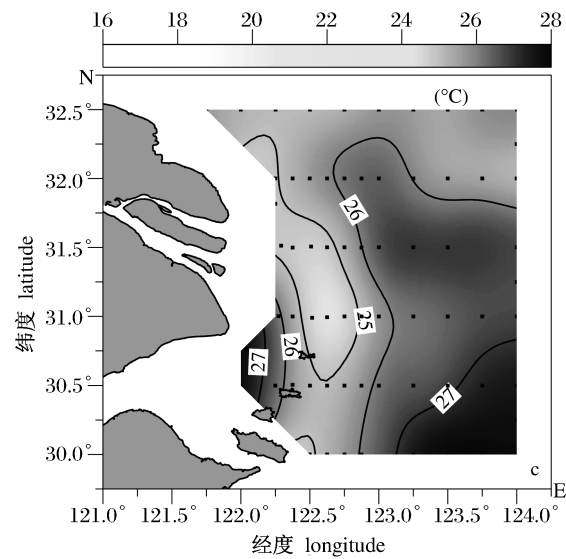 16 18 20 22 24 26 28
N
(°C)
32.5°
32.0°
26
31.5°
纬度 latitude
31.0°
25
26
27
30.5°
27
30.0°
c
E
121.0° 121.5° 122.0° 122.5° 123.0° 123.5° 124.0°
经度 longitude